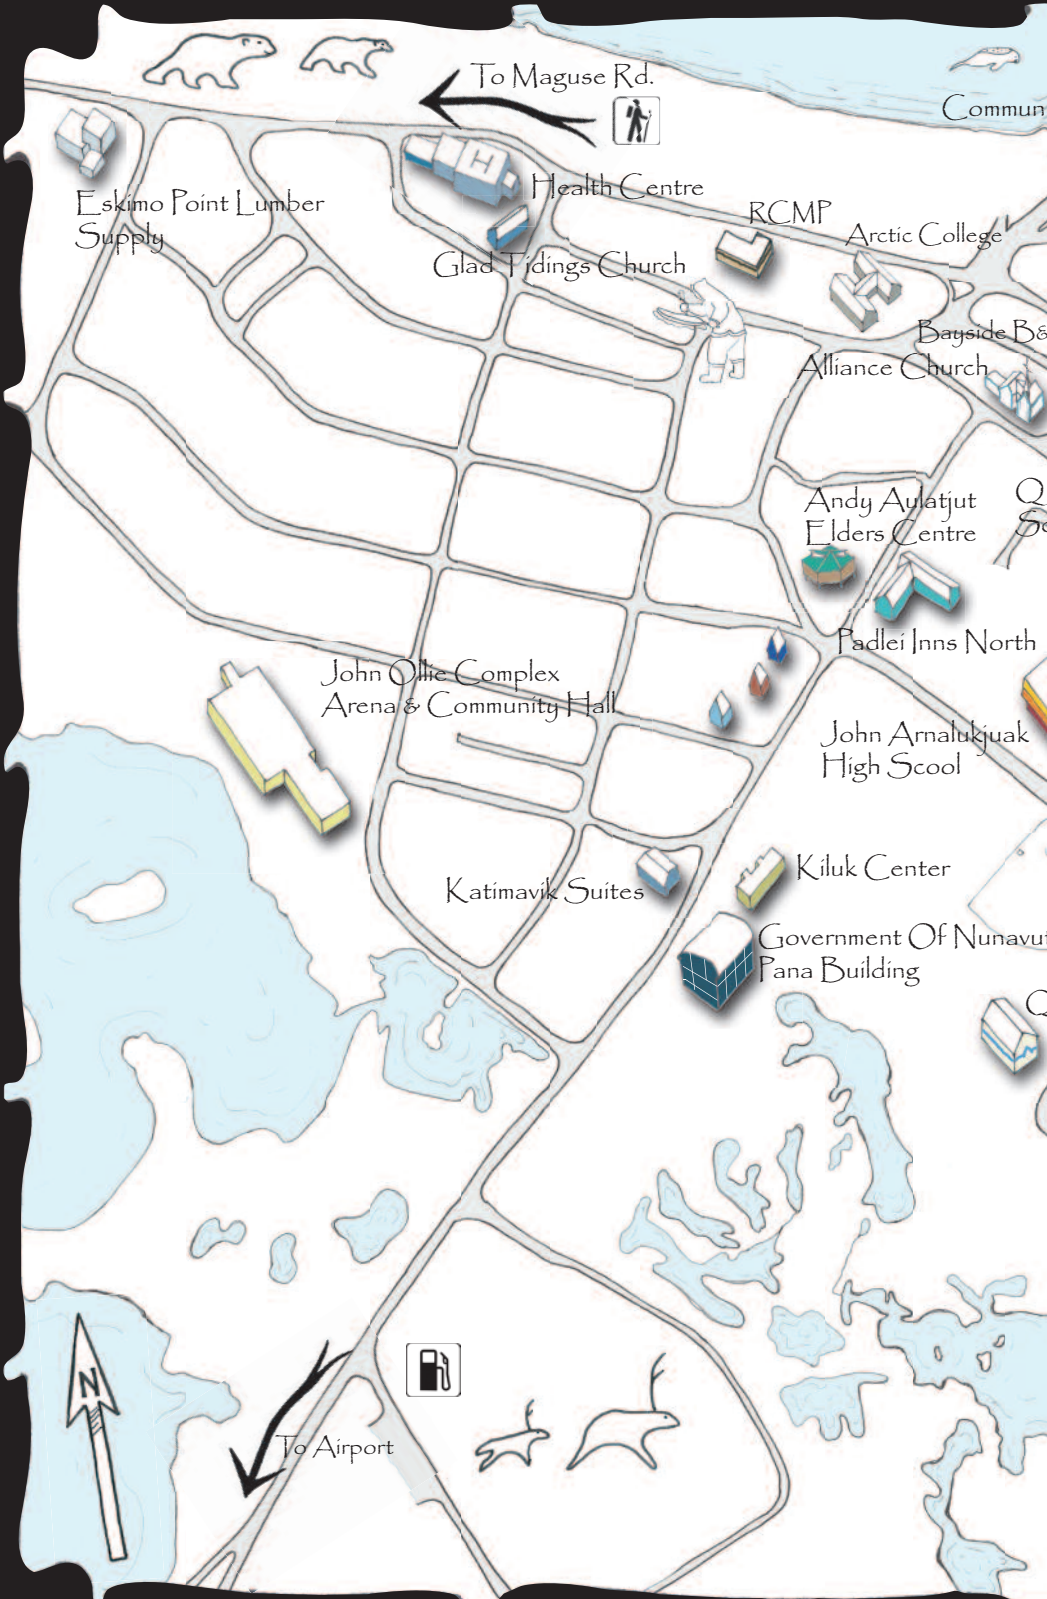 To Maguse Rd.
Commun
Health Centre
Eskimo Point Lumber
Supply
RCMP
Arctic College
Glad Tidings Church
Bayside B&
Alliance Church
Andy Aulatjut
Elders Centre
Q
Sc
Padlei Inns North
John Ollie Complex
Arena & Community Hall
John Arnalukjuak
High Scool
Kiluk Center
Katimavik Suites
Government Of Nunavut
Pana Building
Q
N
To Airport